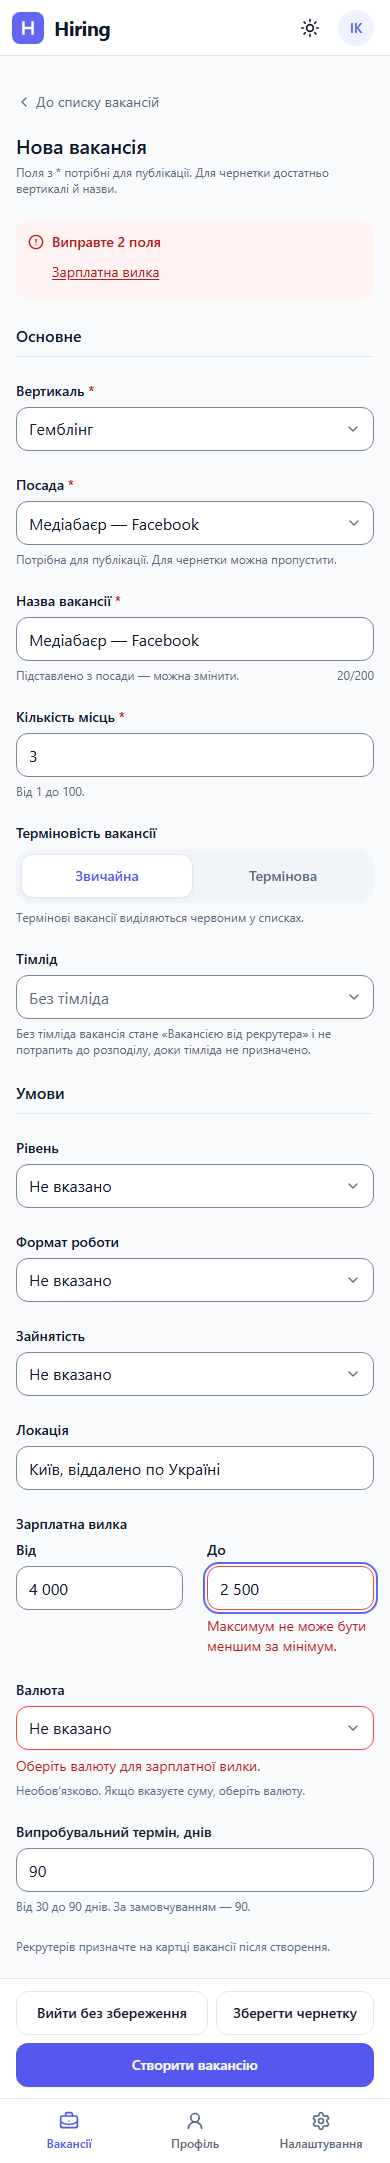 H Hiring
ІК
До списку вакансій
Нова вакансія
Поля з * потрібні для публікації. Для чернетки достатньо
вертикалі й назви.
Виправте 2 поля
Зарплатна вилка
Основне
Вертикаль *
Гемблінг
Посада *
Медіабаєр — Facebook
Потрібна для публікації. Для чернетки можна пропустити.
Назва вакансії *
Медіабаєр — Facebook
Підставлено з посади — можна змінити. 20/200
Кількість місць *
3
Від 1 до 100.
Терміновість вакансії
Звичайна Термінова
Термінові вакансії виділяються червоним у списках.
Тімлід
Без тімліда
Без тімліда вакансія стане «Вакансією від рекрутера» і не
потрапить до розподілу, доки тімліда не призначено.
Умови
Рівень
Не вказано
Формат роботи
Не вказано
Зайнятість
Не вказано
Локація
Київ, віддалено по Україні
Зарплатна вилка
Від До
4 000 2 500
Максимум не може бути
меншим за мінімум.
Валюта
Не вказано
Оберіть валюту для зарплатної вилки.
Необов'язково. Якщо вказуєте суму, оберіть валюту.
Випробувальний термін, днів
90
Від 30 до 90 днів. За замовчуванням — 90.
Рекрутерів призначте на картці вакансії після створення.
Вийти без збереження Зберегти чернетку
Створити вакансію
Вакансії Профіль Налаштування